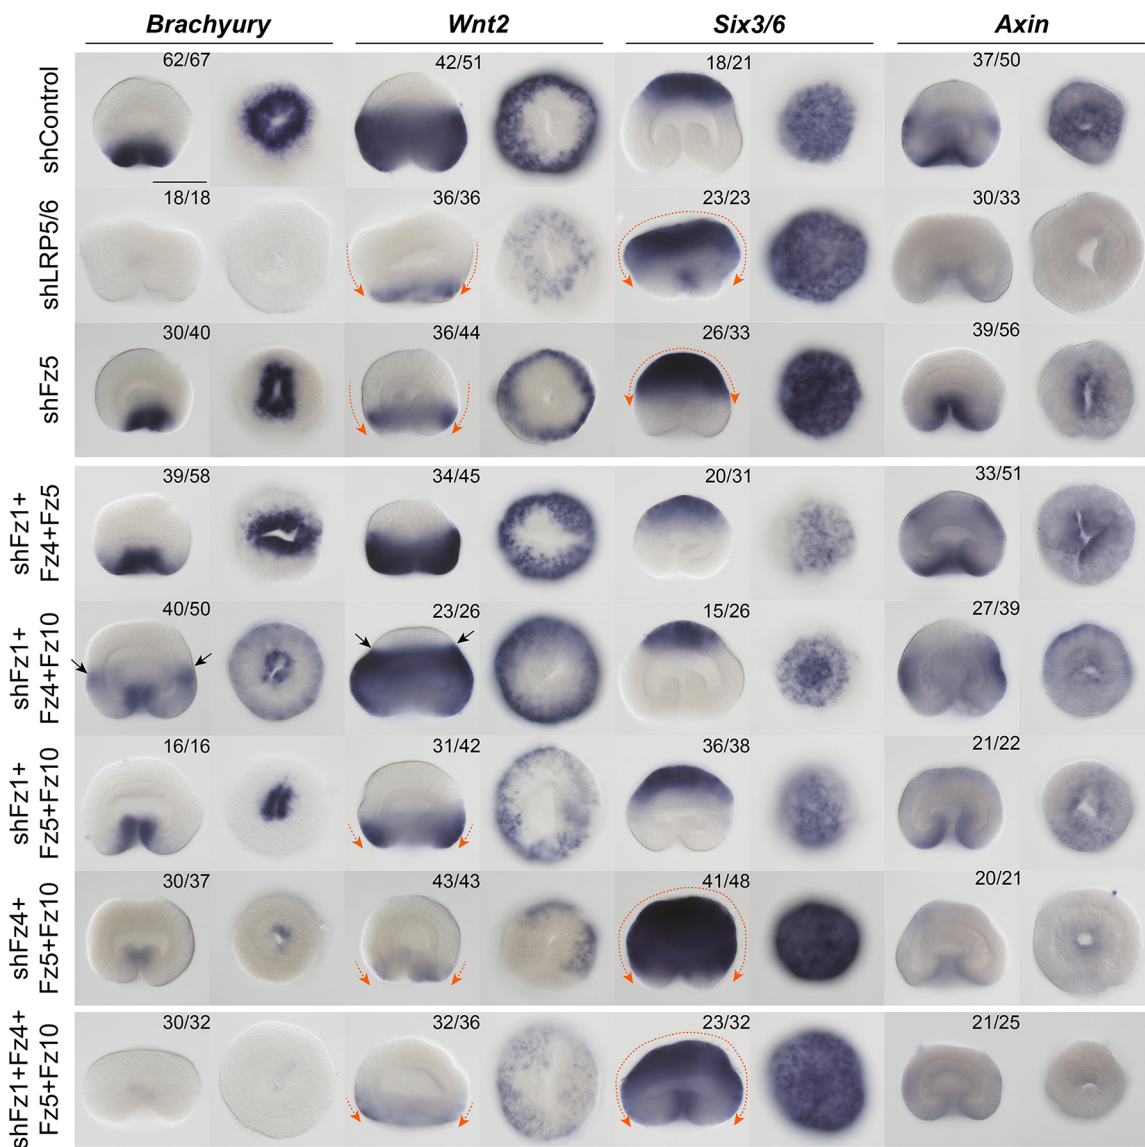 Brachyury Wnt2 Six3/6 Axin
shControl 62/67 42/51 18/21 37/50
shLRP5/6 18/18 36/36 23/23 30/33
shFz5 30/40 36/44 26/33 39/56
shFz1+
Fz4+Fz5 39/58 34/45 20/31 33/51
shFz1+
Fz4+Fz10 40/50 23/26 15/26 27/39
shFz1+
Fz5+Fz10 16/16 31/42 36/38 21/22
shFz4+
Fz5+Fz10 30/37 43/43 41/48 20/21
shFz1+Fz4+
Fz5+Fz10 30/32 32/36 23/32 21/25